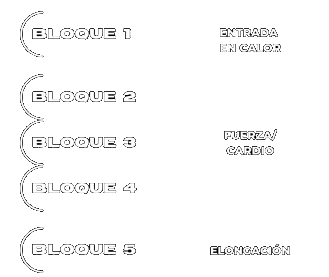 BLOQUE 1
ENTRADA
EN CALOR
BLOQUE 2
BLOQUE 3
FUERZA/
CARDIO
BLOQUE 4
BLOQUE 5
ELONGACIÓN